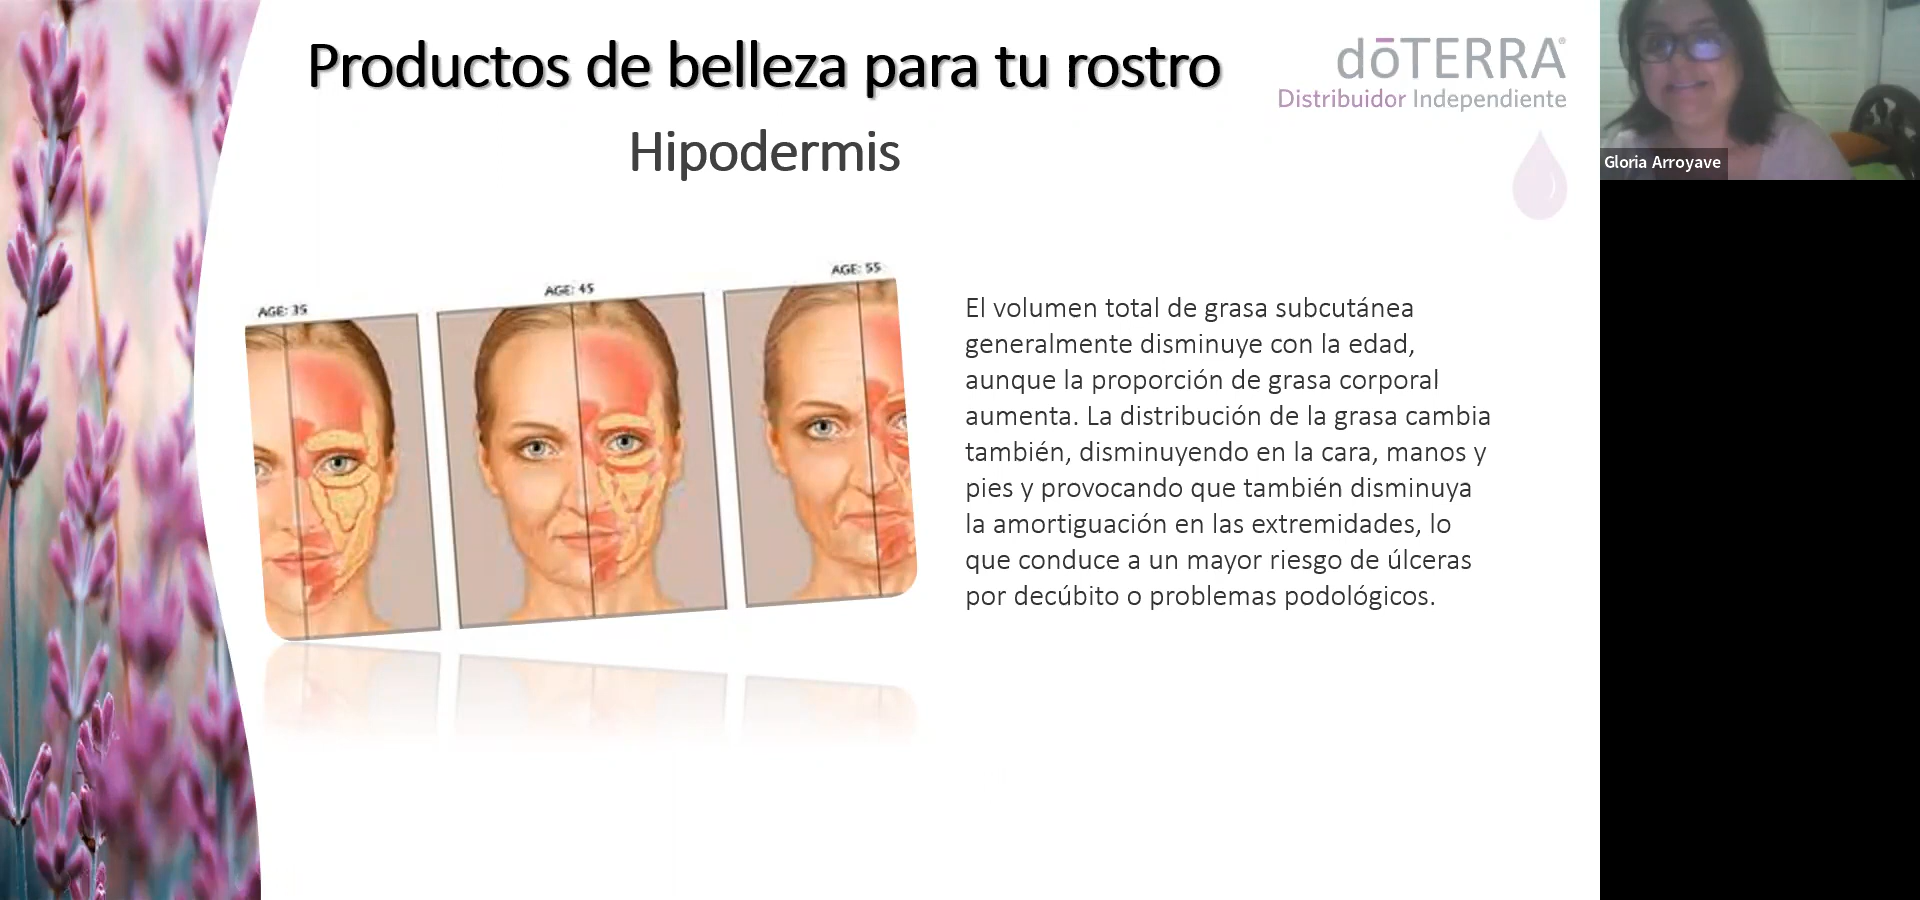 Productos de belleza para tu rostro
dōTERRA®
Distribuidor Independiente
Hipodermis
Gloria Arroyave
AGE: 35
AGE: 45
AGE: 55
El volumen total de grasa subcutánea
generalmente disminuye con la edad,
aunque la proporción de grasa corporal
aumenta. La distribución de la grasa cambia
también, disminuyendo en la cara, manos y
pies y provocando que también disminuya
la amortiguación en las extremidades, lo
que conduce a un mayor riesgo de úlceras
por decúbito o problemas podológicos.